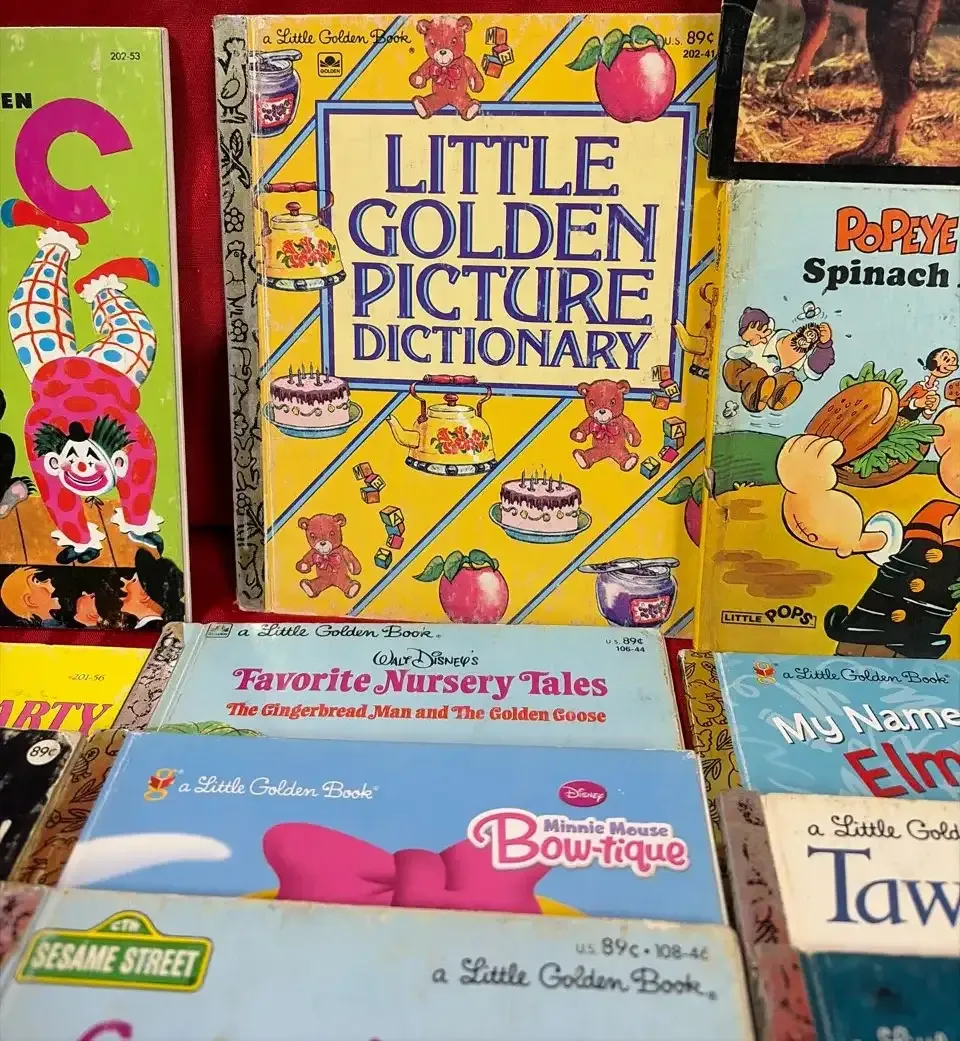 202-53
EN
C
a Little Golden Book®
GOLDEN
U.S. 89¢
202-41
LITTLE
GOLDEN
PICTURE
DICTIONARY
POPEYE
Spinach
LITTLE POPS
201-56
ARTY
89¢
a Little Golden Book®
U.S. 89¢
106-44
WALT DISNEY'S
Favorite Nursery Tales
The Gingerbread Man and The Golden Goose
a Little Golden Book®
My Name
Elm
a Little Golden Book®
Disney
Minnie Mouse
Bow-tique
a Little Gold
Taw
CTW
SESAME STREET
U.S. 89¢ • 108-46
a Little Golden Book®